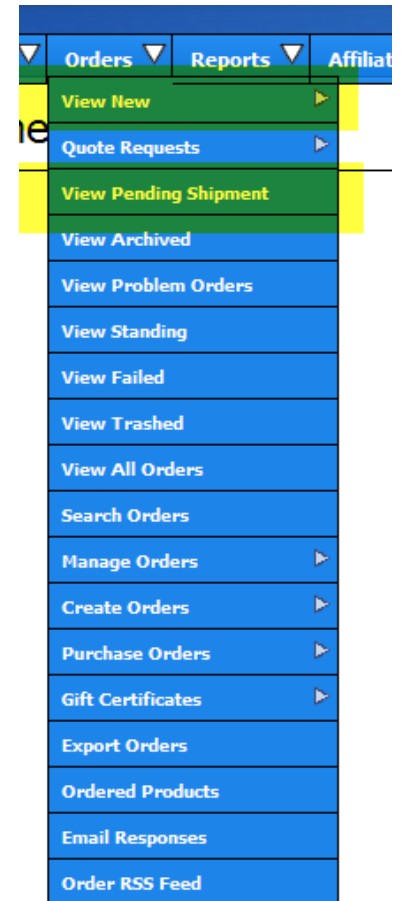 Orders Reports Affiliat
View New
ne
Quote Requests
View Pending Shipment
View Archived
View Problem Orders
View Standing
View Failed
View Trashed
View All Orders
Search Orders
Manage Orders
Create Orders
Purchase Orders
Gift Certificates
Export Orders
Ordered Products
Email Responses
Order RSS Feed